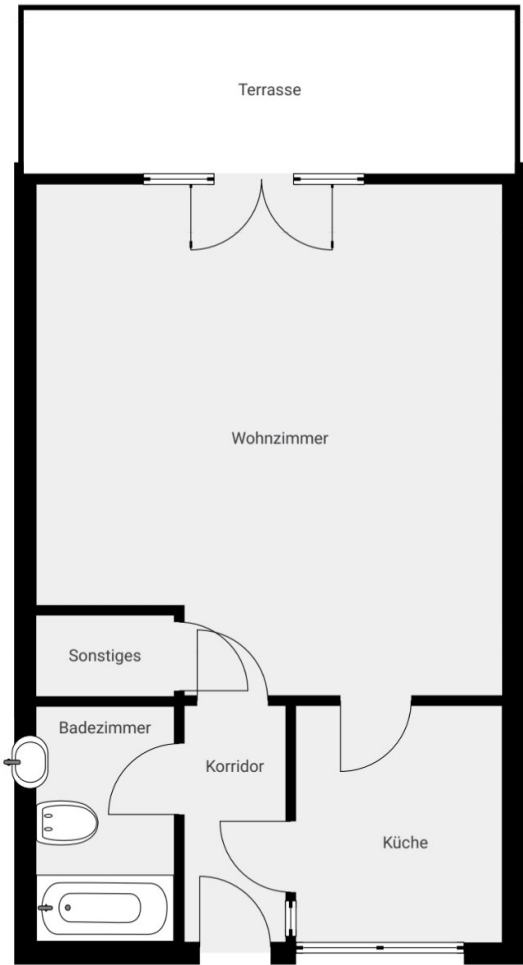 Terrasse
Wohnzimmer
Sonstiges
Badezimmer
Korridor
Küche